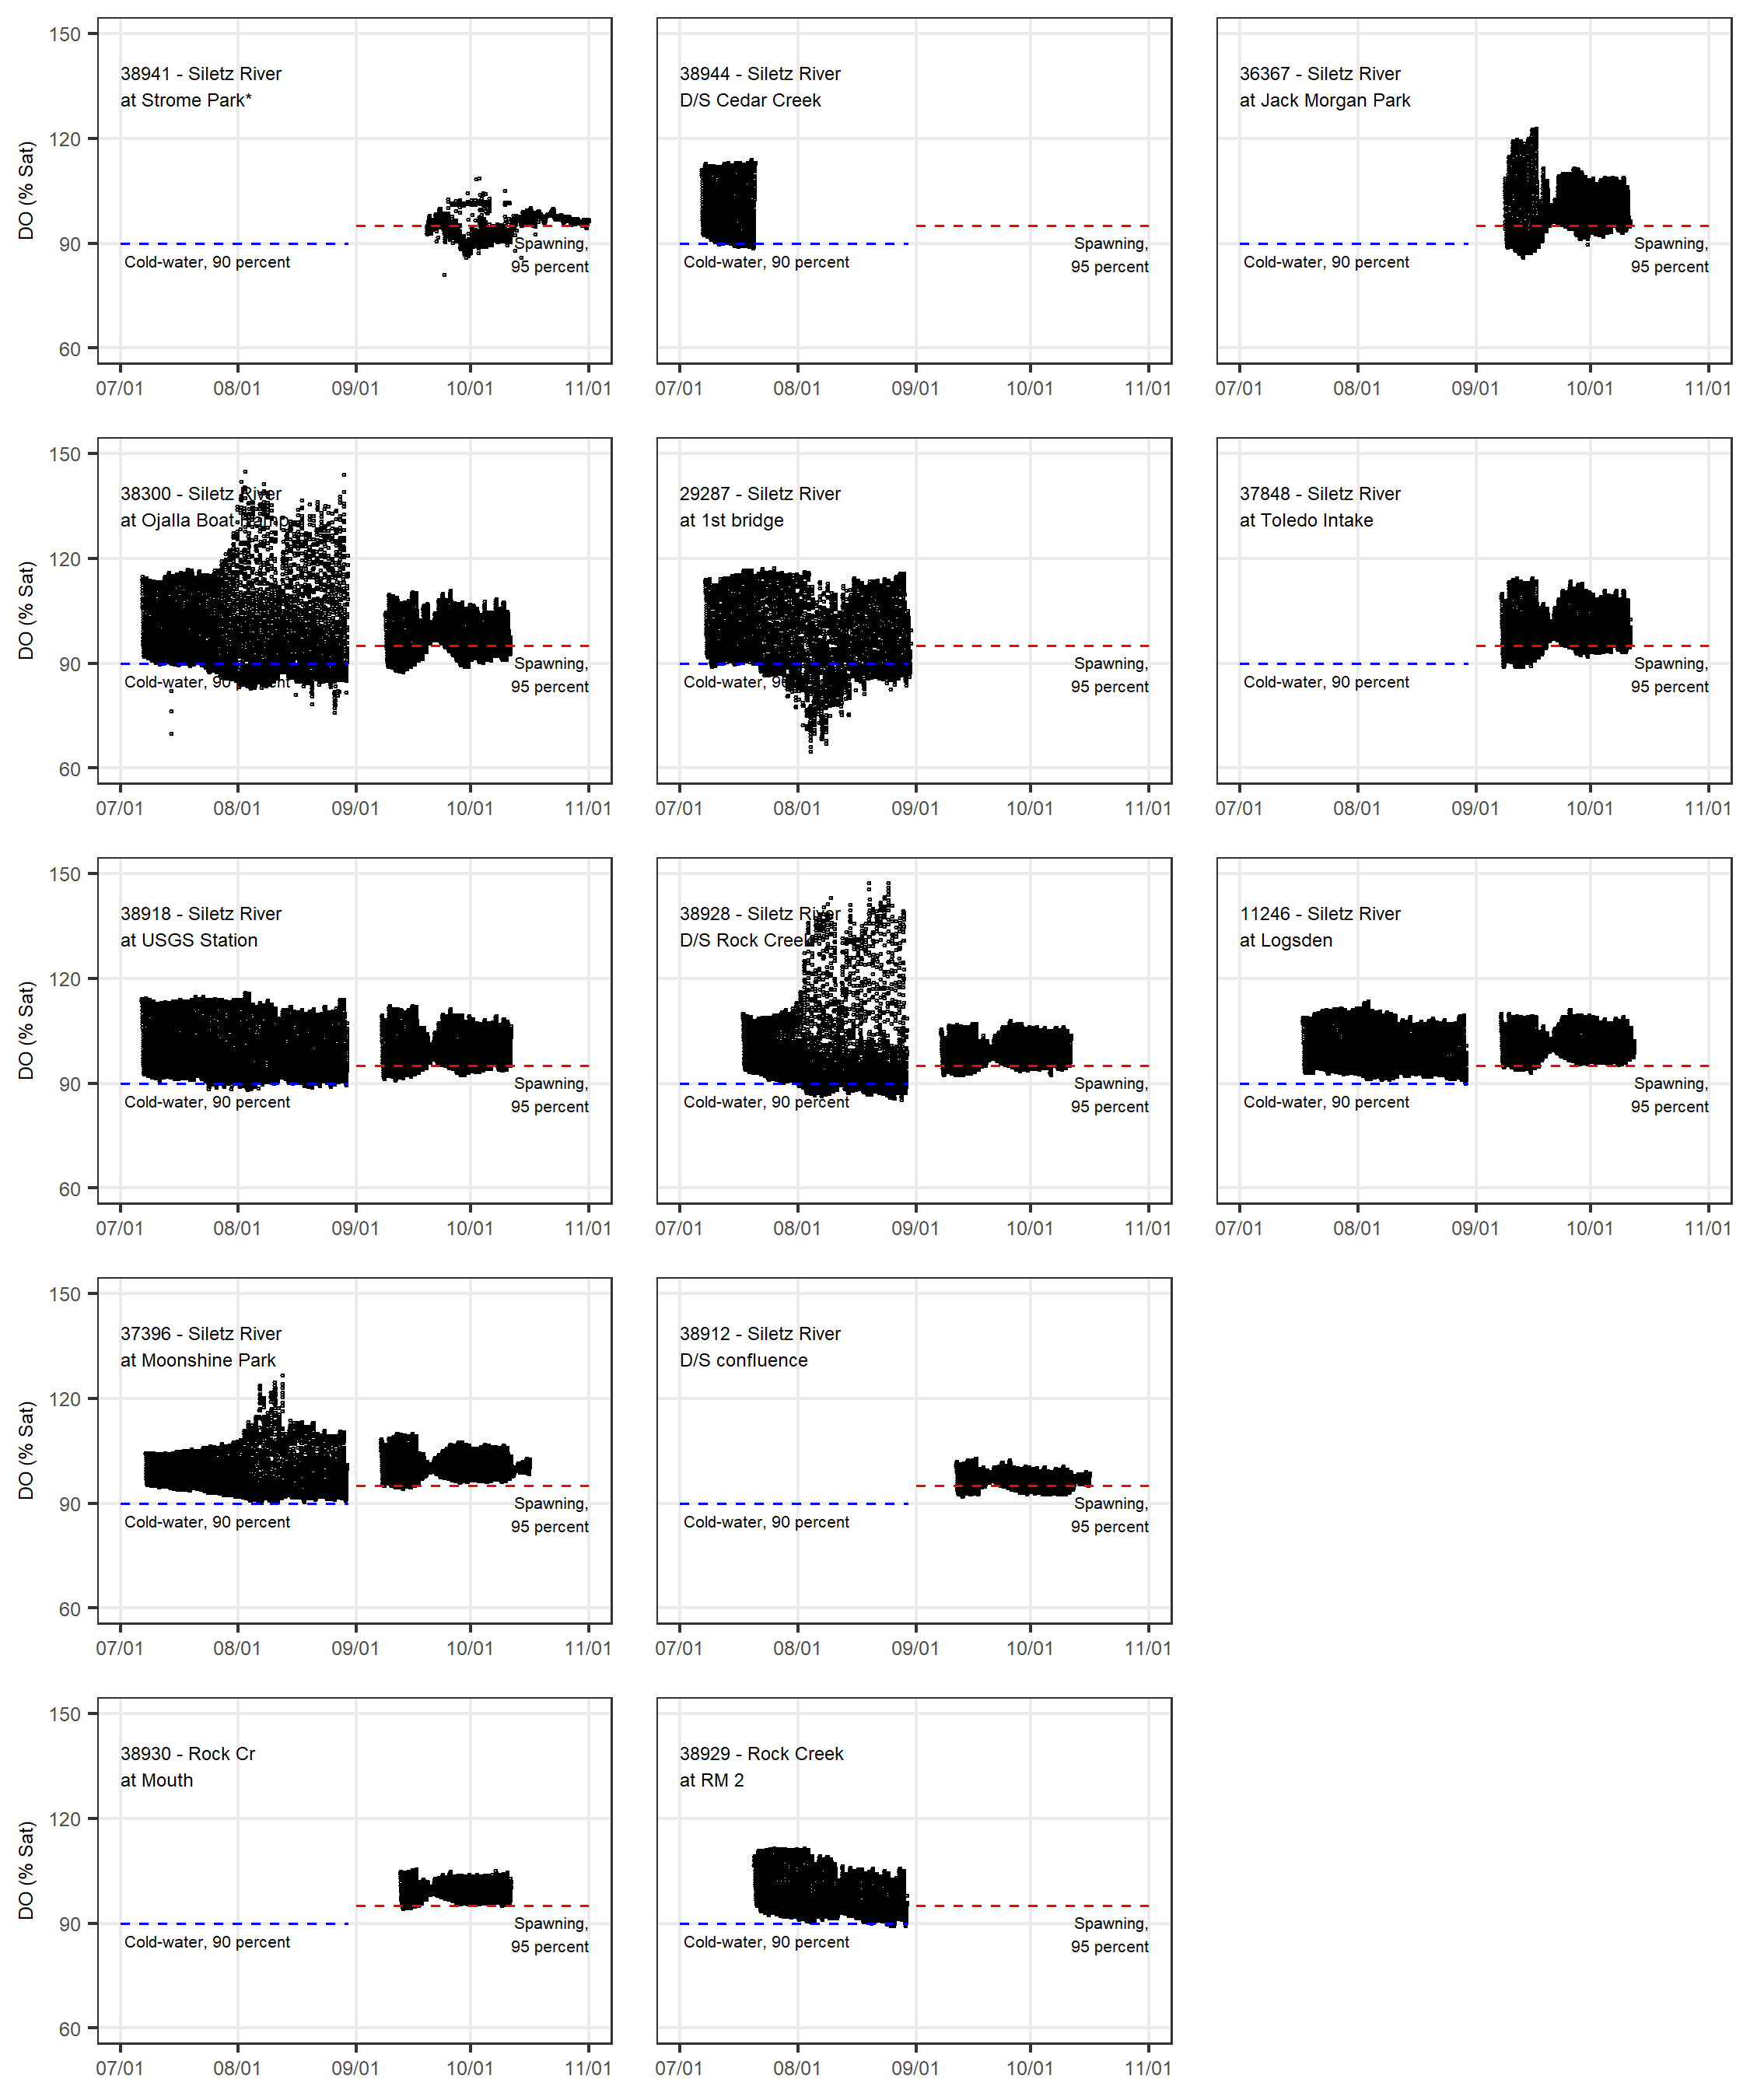 38941 - Siletz River
at Strome Park*
38944 - Siletz River
D/S Cedar Creek
36367 - Siletz River
at Jack Morgan Park
DO (% Sat)
150
120
90
60
Cold-water, 90 percent
Spawning,
95 percent
Cold-water, 90 percent
Spawning,
95 percent
Cold-water, 90 percent
Spawning,
95 percent
07/01 08/01 09/01 10/01 11/01
07/01 08/01 09/01 10/01 11/01
07/01 08/01 09/01 10/01 11/01
38300 - Siletz River
at Ojalla Boat Ramp
29287 - Siletz River
at 1st bridge
37848 - Siletz River
at Toledo Intake
DO (% Sat)
150
120
90
60
Cold-water, 90 percent
Spawning,
95 percent
Cold-water, 90
Spawning,
95 percent
Cold-water, 90 percent
Spawning,
95 percent
07/01 08/01 09/01 10/01 11/01
07/01 08/01 09/01 10/01 11/01
07/01 08/01 09/01 10/01 11/01
38918 - Siletz River
at USGS Station
38928 - Siletz River
D/S Rock Creek
11246 - Siletz River
at Logsden
DO (% Sat)
150
120
90
60
Cold-water, 90 percent
Spawning,
95 percent
Cold-water, 90 percent
Spawning,
95 percent
Cold-water, 90 percent
Spawning,
95 percent
07/01 08/01 09/01 10/01 11/01
07/01 08/01 09/01 10/01 11/01
07/01 08/01 09/01 10/01 11/01
37396 - Siletz River
at Moonshine Park
38912 - Siletz River
D/S confluence
DO (% Sat)
150
120
90
60
Cold-water, 90 percent
Spawning,
95 percent
Cold-water, 90 percent
Spawning,
95 percent
07/01 08/01 09/01 10/01 11/01
07/01 08/01 09/01 10/01 11/01
38930 - Rock Cr
at Mouth
38929 - Rock Creek
at RM 2
DO (% Sat)
150
120
90
60
Cold-water, 90 percent
Spawning,
95 percent
Cold-water, 90 percent
Spawning,
95 percent
07/01 08/01 09/01 10/01 11/01
07/01 08/01 09/01 10/01 11/01